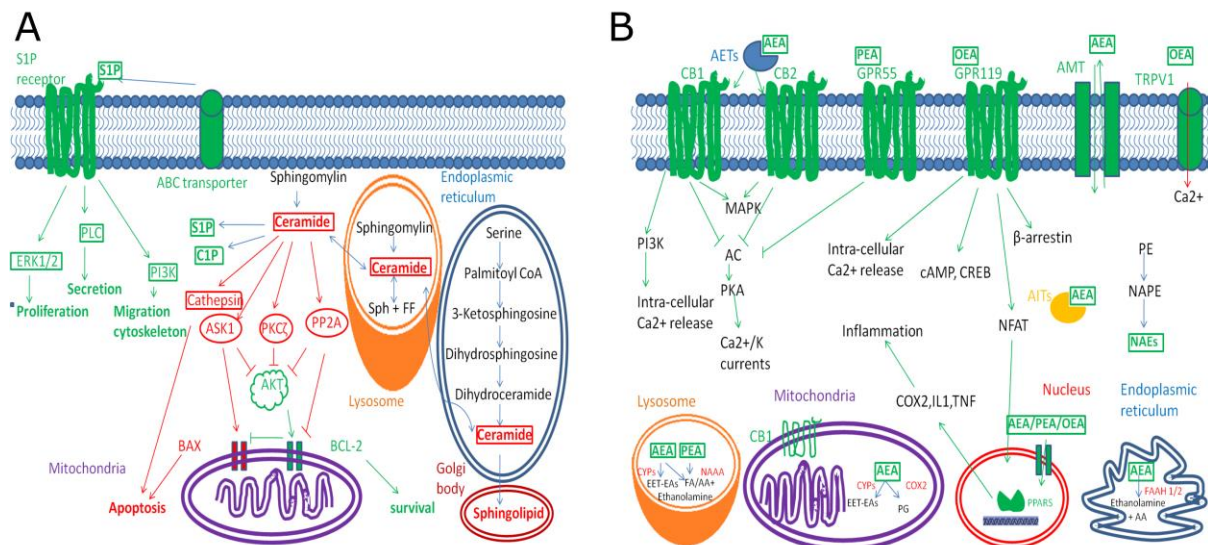 A
S1P
receptor
S1P
ABC transporter
Sphingomylin
Ceramide
S1P
C1P
PLC
ERK1/2
PI3K
Secretion
Proliferation
Migration
cytoskeleton
Cathepsin
ASK1
PKCζ
PP2A
AKT
BAX
BCL-2
Mitochondria
Apoptosis
survival
Sphingomylin
Ceramide
Sph + FF
Lysosome
Endoplasmic
reticulum
Serine
Palmitoyl CoA
3-Ketosphingosine
Dihydrosphingosine
Dihydroceramide
Ceramide
Golgi
body
Sphingolipid
B
AETs
AEA
CB1
CB2
PEA
GPR55
OEA
GPR119
AMT
AEA
TRPV1
OEA
Ca2+
MAPK
PI3K
AC
PKA
Intra-cellular
Ca2+ release
Ca2+/K
currents
Intra-cellular
Ca2+ release
cAMP, CREB
β-arrestin
NFAT
AITs
AEA
PE
NAPE
NAEs
Inflammation
COX2,IL1,TNF
Lysosome
AEA PEA
CYPs NAAA
EET-EAs FA/AA+
Ethanolamine
Mitochondria
CB1
AEA
CYPs COX2
EET-EAs PG
Nucleus
AEA/PEA/OEA
PPARS
Endoplasmic
reticulum
AEA
FAAH 1/2
Ethanolamine
+ AA